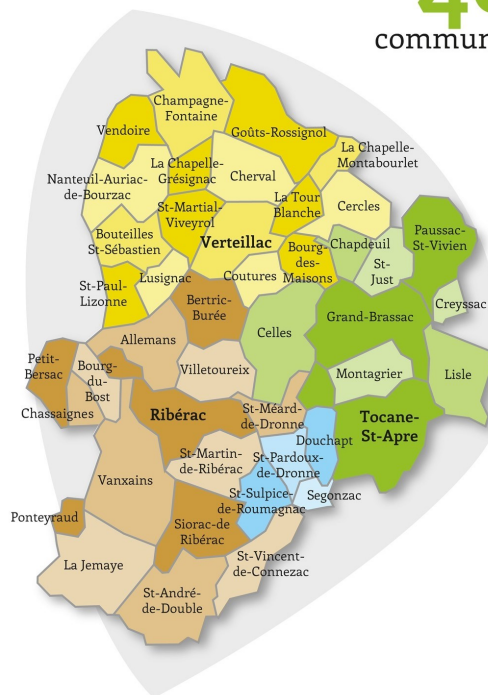 commun
Champagne-
Fontaine
Vendoire
Goûts-Rossignol
La Chapelle-
Montabourlet
La Chapelle-
Grésignac
Cherval
Nanteuil-Auriac-
de-Bourzac
La Tour
Blanche
Cercles
St-Martial-
Viveyrol
Paussac-
St-Vivien
Bouteilles
St-Sébastien
Verteillac
Bourg-
des-
Maisons
Chapdeuil
St-
Just
Lusignac
Coutures
St-Paul-
Lizonne
Creyssac
Bertric-
Burée
Grand-Brassac
Celles
Allemans
Petit-
Bersac
Bourg-
du-
Bost
Villetoureix
Montagrier
Lisle
Chassaignes
Ribérac
St-Méard-
de-Dronne
Tocane-
St-Apre
Douchapt
St-Martin-
de-Ribérac
St-Pardoux-
de-Dronne
Vanxains
St-Sulpice-
de-Roumagnac
Segonzac
Ponteyraud
Siorac-de
Ribérac
St-Vincent-
de-Connezac
La Jemaye
St-André-
de-Double